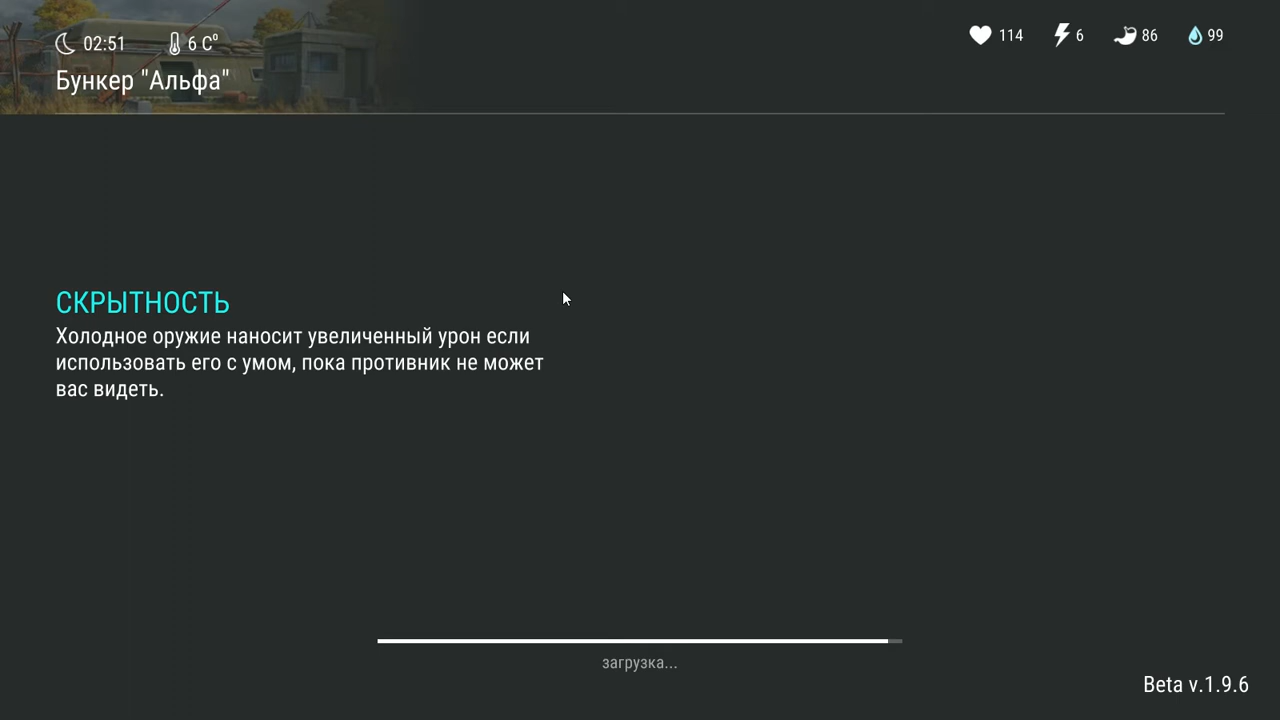 02:51
6 Cº
114
6
86
99
Бункер "Альфа"
СКРЫТНОСТЬ
Холодное оружие наносит увеличенный урон если
использовать его с умом, пока противник не может
вас видеть.
загрузка...
Beta v.1.9.6